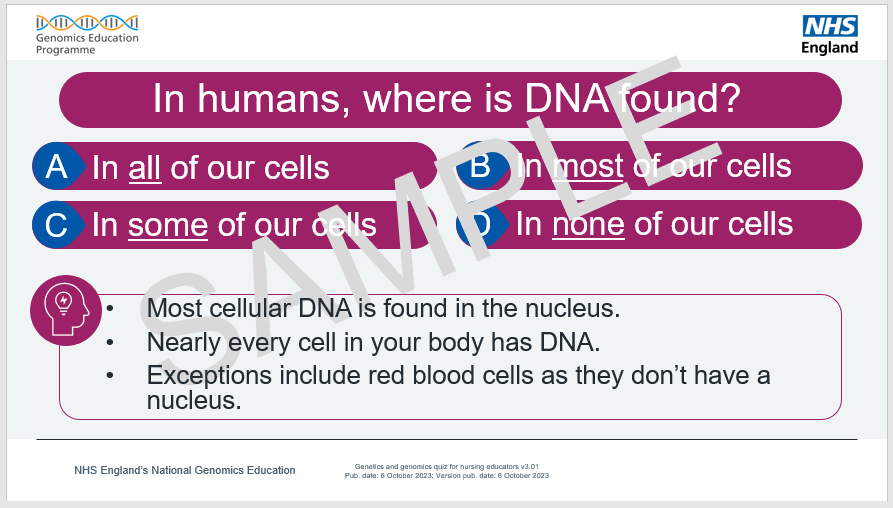 Genomics Education
Programme
NHS
England
In humans, where is DNA found?
A In all of our cells
B In most of our cells
C In some of our cells
D In none of our cells
SAMPLE
• Most cellular DNA is found in the nucleus.
• Nearly every cell in your body has DNA.
• Exceptions include red blood cells as they don’t have a
nucleus.
NHS England’s National Genomics Education
Genetics and genomics quiz for nursing educators v3.01
Pub. date: 6 October 2023; Version pub. date: 6 October 2023